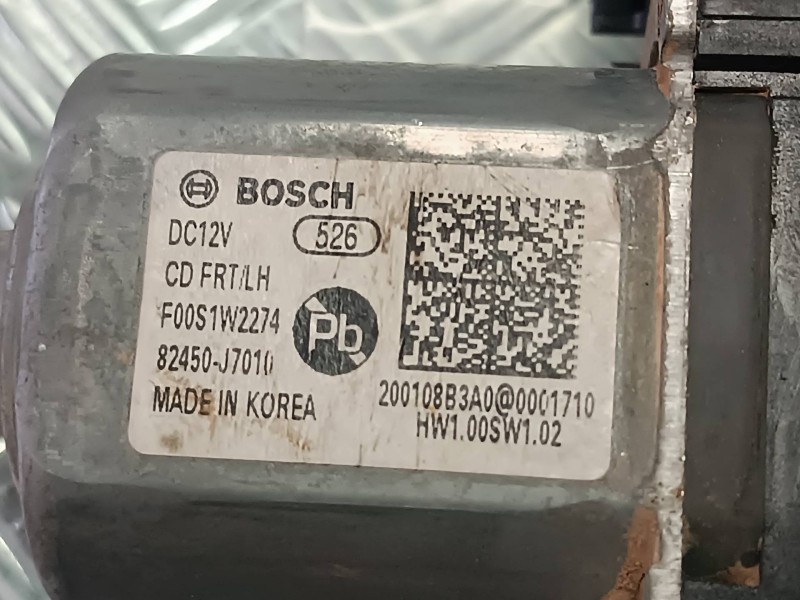 BOSCH
DC12V 526
CD FRT/LH
F00S1W2274
Pb
82450-J7010
MADE IN KOREA
200108B3A0@0001710
HW1.00SW1.02